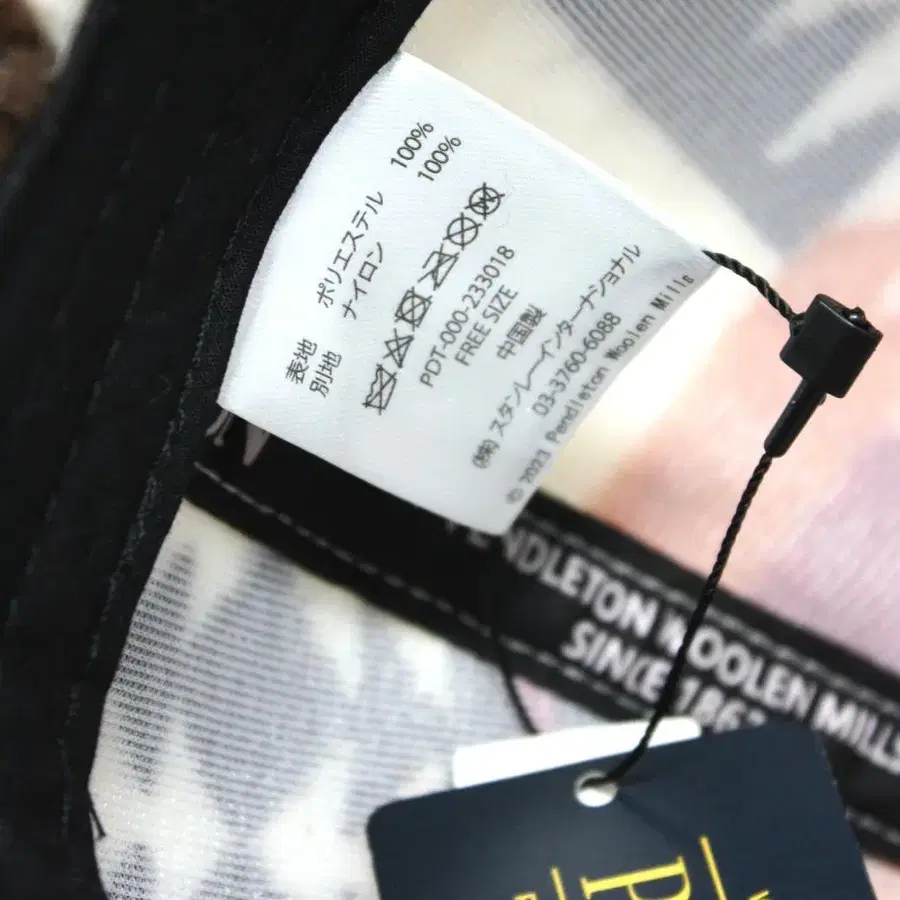 表地 ポリエステル 100%
別地 ナイロン 100%
PDT-000-233018
FREE SIZE
中国製
(株) スタンレーインターナショナル
03-3760-6088
© 2023 Pendleton Woolen Mills
PENDLETON WOOLEN MILLS
SINCE 1863
P